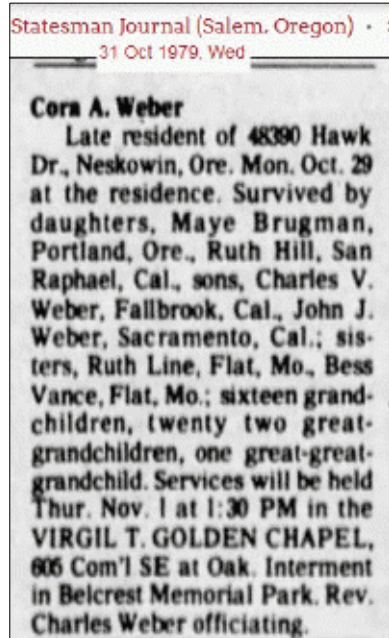 Statesman Journal (Salem, Oregon) ·
31 Oct 1979, Wed
Cora A. Weber
Late resident of 48390 Hawk
Dr., Neskowin, Ore. Mon. Oct. 29
at the residence. Survived by
daughters, Maye Brugman,
Portland, Ore., Ruth Hill, San
Raphael, Cal., sons, Charles V.
Weber, Fallbrook, Cal., John J.
Weber, Sacramento, Cal.; sis-
ters, Ruth Line, Flat, Mo., Bess
Vance, Flat, Mo.; sixteen grand-
children, twenty two great-
grandchildren, one great-great-
grandchild. Services will be held
Thur. Nov. 1 at 1:30 PM in the
VIRGIL T. GOLDEN CHAPEL,
605 Com'l SE at Oak. Interment
in Belcrest Memorial Park. Rev.
Charles Weber officiating.